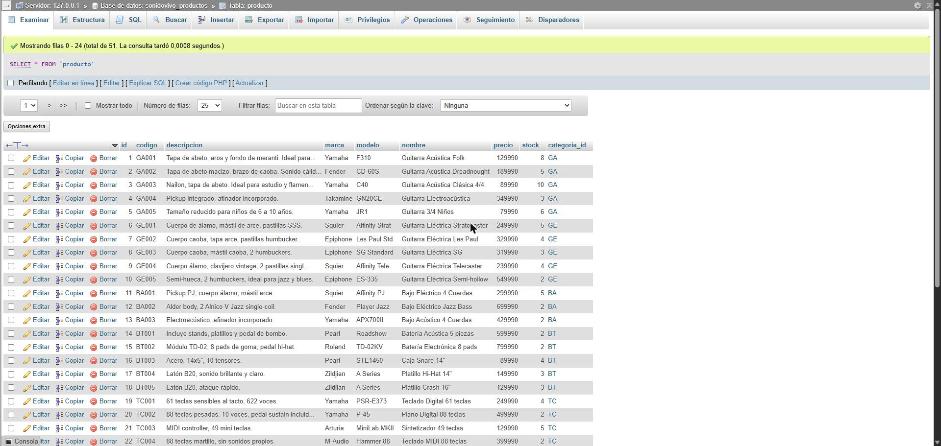 Servidor: 127.0.0.1 » Base de datos: sonidovivo_productos » Tabla: producto
Examinar Estructura SQL Buscar Insertar Exportar Importar Privilegios Operaciones Seguimiento Disparadores
Mostrando filas 0 - 24 (total de 51, La consulta tardó 0,0008 segundos.)
SELECT * FROM `producto`
Perfilando [ Editar en línea ] [ Editar ] [ Explicar SQL ] [ Crear código PHP ] [ Actualizar ]
1 > >> Mostrar todo Número de filas: 25 Filtrar filas: Buscar en esta tabla Ordenar según la clave: Ninguna
Opciones extra
←T→ id codigo descripcion marca modelo nombre precio stock categoria_id
Editar Copiar Borrar 1 GA001 Tapa de abeto, aros y fondo de meranti. Ideal para... Yamaha F310 Guitarra Acústica Folk 129990 8 GA
Editar Copiar Borrar 2 GA002 Tapa de abeto macizo, brazo de caoba. Sonido cálid... Fender CD-60S Guitarra Acústica Dreadnought 189990 5 GA
Editar Copiar Borrar 3 GA003 Nailon, tapa de abeto. Ideal para estudio y flamen... Yamaha C40 Guitarra Acústica Clásica 4/4 89990 10 GA
Editar Copiar Borrar 4 GA004 Pickup integrado, afinador incorporado. Takamine GN20CE Guitarra Electroacústica 349990 3 GA
Editar Copiar Borrar 5 GA005 Tamaño reducido para niños de 6 a 10 años. Yamaha JR1 Guitarra 3/4 Niños 79990 6 GA
Editar Copiar Borrar 6 GE001 Cuerpo de álamo, mástil de arce, pastillas SSS. Squier Affinity Strat Guitarra Eléctrica Stratocaster 249990 5 GE
Editar Copiar Borrar 7 GE002 Cuerpo caoba, tapa arce, pastillas humbucker. Epiphone Les Paul Std Guitarra Eléctrica Les Paul 329990 4 GE
Editar Copiar Borrar 8 GE003 Cuerpo caoba, mástil caoba, 2 humbuckers. Epiphone SG Standard Guitarra Eléctrica SG 319990 3 GE
Editar Copiar Borrar 9 GE004 Cuerpo álamo, clavijero vintage, 2 pastillas singl... Squier Affinity Tele. Guitarra Eléctrica Telecaster 239990 4 GE
Editar Copiar Borrar 10 GE005 Semi-hueca, 2 humbuckers, ideal para jazz y blues. Epiphone ES-335 Guitarra Eléctrica Semi-hollow 549990 2 GE
Editar Copiar Borrar 11 BA001 Pickup PJ, cuerpo álamo, mástil arce Squier Affinity PJ Bajo Eléctrico 4 Cuerdas 299990 5 BA
Editar Copiar Borrar 12 BA002 Alder body, 2 Alnico V Jazz single-coil Fender Player Jazz Bajo Eléctrico Jazz Bass 699990 2 BA
Editar Copiar Borrar 13 BA003 Electroacústico, afinador incorporado Yamaha APX700II Bajo Acústico 4 Cuerdas 429990 2 BA
Editar Copiar Borrar 14 BT001 Incluye stands, platillos y pedal de bombo. Pearl Roadshow Batería Acústica 5 piezas 599990 2 BT
Editar Copiar Borrar 15 BT002 Módulo TD-02, 8 pads de goma, pedal hi-hat Roland TD-02KV Batería Electrónica 8 pads 799990 2 BT
Editar Copiar Borrar 16 BT003 Acero, 14x5", 10 tensores. Pearl STE1450 Caja Snare 14" 89990 4 BT
Editar Copiar Borrar 17 BT004 Latón B20, sonido brillante y claro. Zildjian A Series Platillo Hi-Hat 14" 149990 3 BT
Editar Copiar Borrar 18 BT005 Latón B20, ataque rápido. Zildjian A Series Platillo Crash 16" 129990 3 BT
Editar Copiar Borrar 19 TC001 61 teclas sensibles al tacto, 622 voces. Yamaha PSR-E373 Teclado Digital 61 teclas 249990 4 TC
Editar Copiar Borrar 20 TC002 88 teclas pesadas, 10 voces, pedal sustain incluid... Yamaha P-45 Piano Digital 88 teclas 499990 2 TC
Editar Copiar Borrar 21 TC003 MIDI controller, 49 mini teclas. Arturia MiniLab MKII Sintetizador 49 teclas 129990 5 TC
Consola itar Copiar Borrar 22 TC004 88 teclas martillo, sin sonidos propios. M-Audio Hammer 88 Teclado MIDI 88 teclas 399990 2 TC